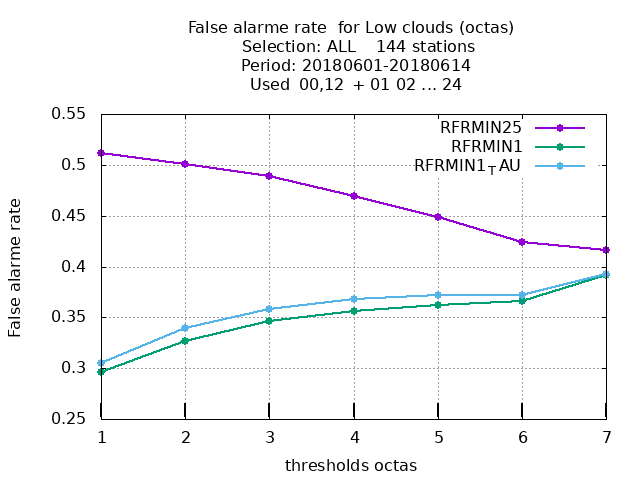 False alarme rate  for Low clouds (octas)
Selection: ALL    144 stations
Period: 20180601-20180614
Used  00,12  + 01 02 ... 24
0.55
0.5
0.45
0.4
0.35
0.3
0.25
False alarme rate
RFRMIN25
RFRMIN1
RFRMIN1TAU
1 2 3 4 5 6 7
thresholds octas